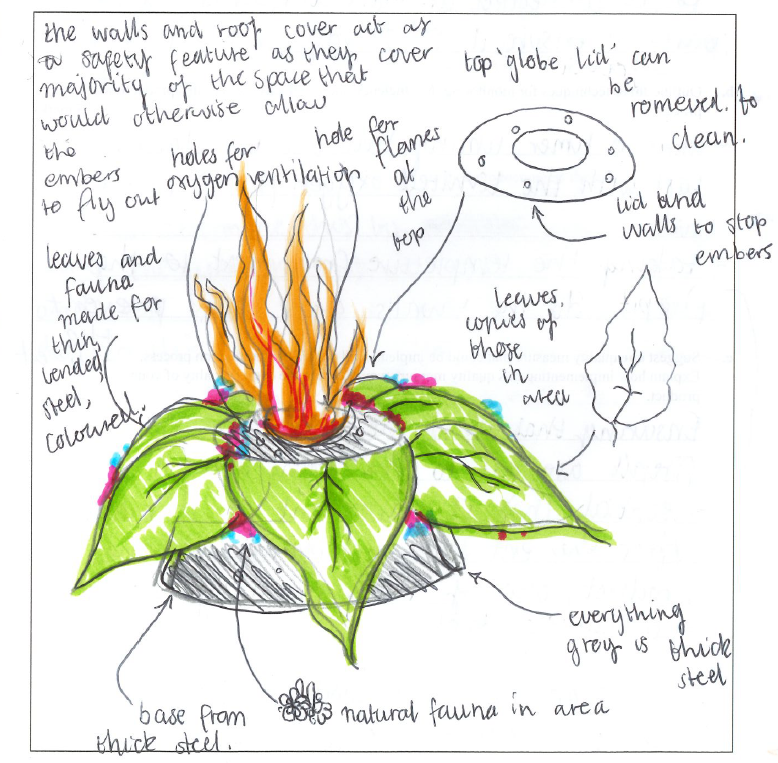 the walls and roof cover act as
a safety feature as they cover
majority of the space that
would otherwise allow
the
embers
to fly out
holes for
oxygen ventilation
hole for
flames
at
the
top
top 'globe lid' can
be
romeved. to
clean.
lid and
walls to stop
embers
leaves and
fauna
made for
thin,
vended
steel,
coloured.
leaves,
copies of
those
in
area
everything
grey is thick
steel
base from
thick steel.
natural fauna in area